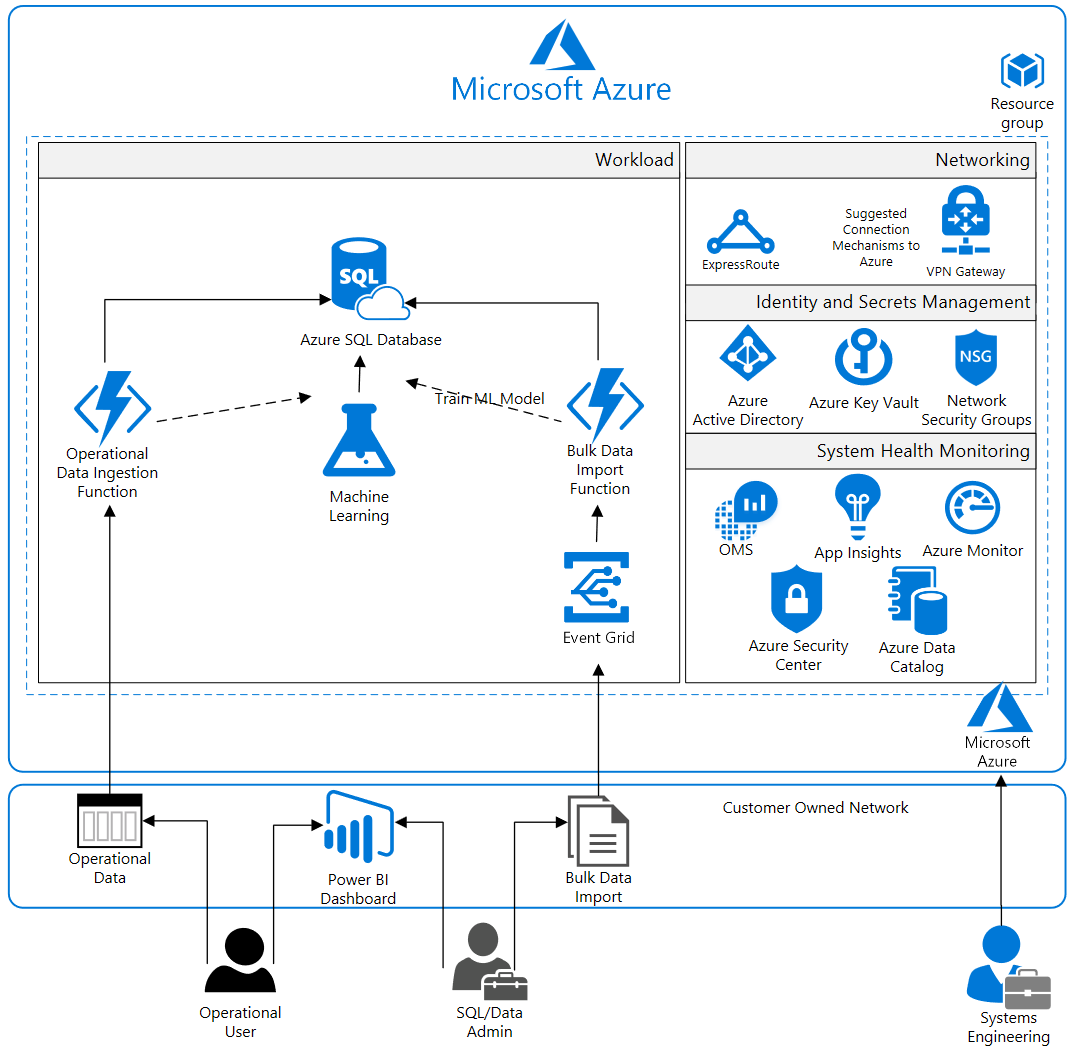 Microsoft Azure
Resource
group
Workload
Networking
SQL
Azure SQL Database
Train ML Model
Operational
Data Ingestion
Function
Machine
Learning
Bulk Data
Import
Function
Event Grid
ExpressRoute
Suggested
Connection
Mechanisms to
Azure
VPN Gateway
Identity and Secrets Management
Azure
Active Directory
Azure Key Vault
NSG
Network
Security Groups
System Health Monitoring
OMS
App Insights
Azure Monitor
Azure Security
Center
Azure Data
Catalog
Microsoft
Azure
Customer Owned Network
Operational
Data
Power BI
Dashboard
Bulk Data
Import
Operational
User
SQL/Data
Admin
Systems
Engineering